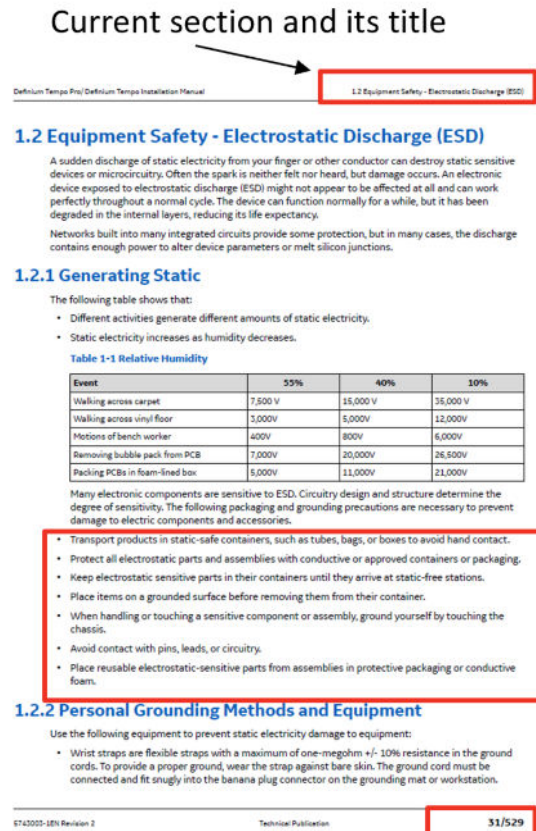 Current section and its title
Definium Tempo Pro/ Definium Tempo Installation Manual
1.2 Equipment Safety - Electrostatic Discharge (ESD)
1.2 Equipment Safety - Electrostatic Discharge (ESD)
A sudden discharge of static electricity from your finger or other conductor can destroy static sensitive
devices or microcircuitry. Often the spark is neither felt nor heard, but damage occurs. An electronic
device exposed to electrostatic discharge (ESD) might not appear to be affected at all and can work
perfectly throughout a normal cycle. The device can function normally for a while, but it has been
degraded in the internal layers, reducing its life expectancy.
Networks built into many integrated circuits provide some protection, but in many cases, the discharge
contains enough power to alter device parameters or melt silicon junctions.
1.2.1 Generating Static
The following table shows that:
• Different activities generate different amounts of static electricity.
• Static electricity increases as humidity decreases.
Table 1-1 Relative Humidity
Event 55% 40% 10%
Walking across carpet 7,500 V 15,000 V 35,000 V
Walking across vinyl floor 3,000V 5,000V 12,000V
Motions of bench worker 400V 800V 6,000V
Removing bubble pack from PCB 7,000V 20,000V 26,500V
Packing PCBs in foam-lined box 5,000V 11,000V 21,000V
Many electronic components are sensitive to ESD. Circuitry design and structure determine the
degree of sensitivity. The following packaging and grounding precautions are necessary to prevent
damage to electric components and accessories.
• Transport products in static-safe containers, such as tubes, bags, or boxes to avoid hand contact.
• Protect all electrostatic parts and assemblies with conductive or approved containers or packaging.
• Keep electrostatic sensitive parts in their containers until they arrive at static-free stations.
• Place items on a grounded surface before removing them from their container.
• When handling or touching a sensitive component or assembly, ground yourself by touching the
chassis.
• Avoid contact with pins, leads, or circuitry.
• Place reusable electrostatic-sensitive parts from assemblies in protective packaging or conductive
foam.
1.2.2 Personal Grounding Methods and Equipment
Use the following equipment to prevent static electricity damage to equipment:
• Wrist straps are flexible straps with a maximum of one-megohm +/- 10% resistance in the ground
cords. To provide a proper ground, wear the strap against bare skin. The ground cord must be
connected and fit snugly into the banana plug connector on the grounding mat or workstation.
5743003-1EN Revision 2
Technical Publication
31/529